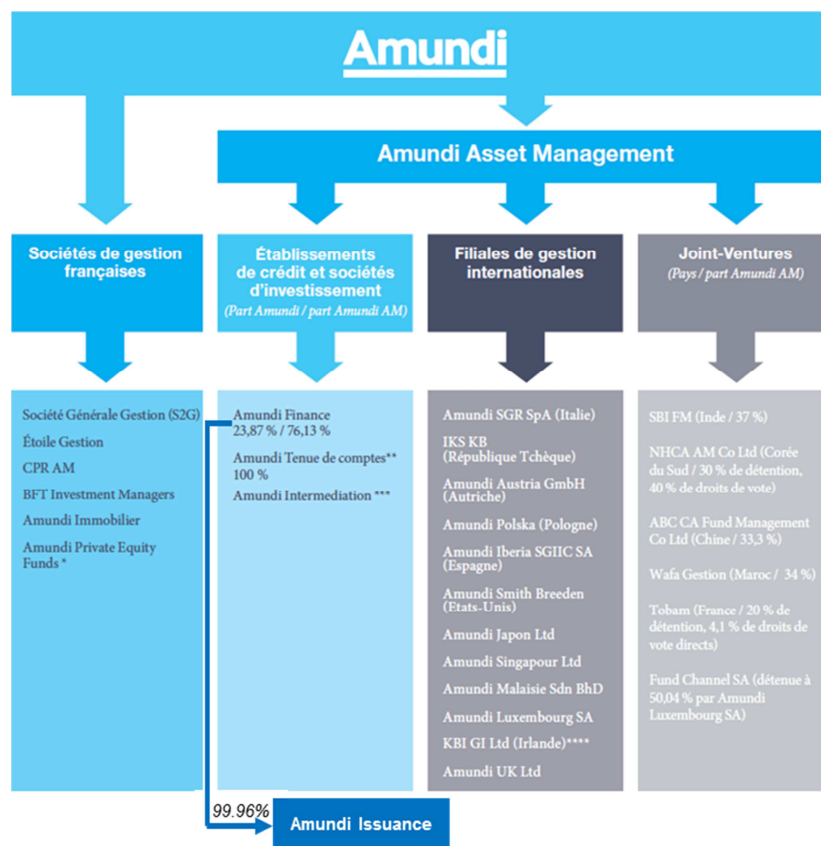 Amundi
Amundi Asset Management
Sociétés de gestion
françaises
Société Générale Gestion (S2G)
Étoile Gestion
CPR AM
BFT Investment Managers
Amundi Immobilier
Amundi Private Equity
Funds *
Établissements
de crédit et sociétés
d'investissement
(Part Amundi / part Amundi AM)
Amundi Finance
23,87 % / 76,13 %
Amundi Tenue de comptes**
100 %
Amundi Intermediation ***
Filiales de gestion
internationales
Amundi SGR SpA (Italie)
IKS KB
(République Tchèque)
Amundi Austria GmbH
(Autriche)
Amundi Polska (Pologne)
Amundi Iberia SGIIC SA
(Espagne)
Amundi Smith Breeden
(Etats-Unis)
Amundi Japon Ltd
Amundi Singapour Ltd
Amundi Malaisie Sdn BhD
Amundi Luxembourg SA
KBI GI Ltd (Irlande)****
Amundi UK Ltd
Joint-Ventures
(Pays / part Amundi AM)
SBI FM (Inde / 37 %)
NHCA AM Co Ltd (Corée
du Sud / 30 % de détention,
40 % de droits de vote)
ABC CA Fund Management
Co Ltd (Chine / 33,3 %)
Wafa Gestion (Maroc / 34 %)
Tobam (France / 20 % de
détention, 4,1 % de droits de
vote directs)
Fund Channel SA (détenue à
50,04 % par Amundi
Luxembourg SA)
99.96%
Amundi Issuance